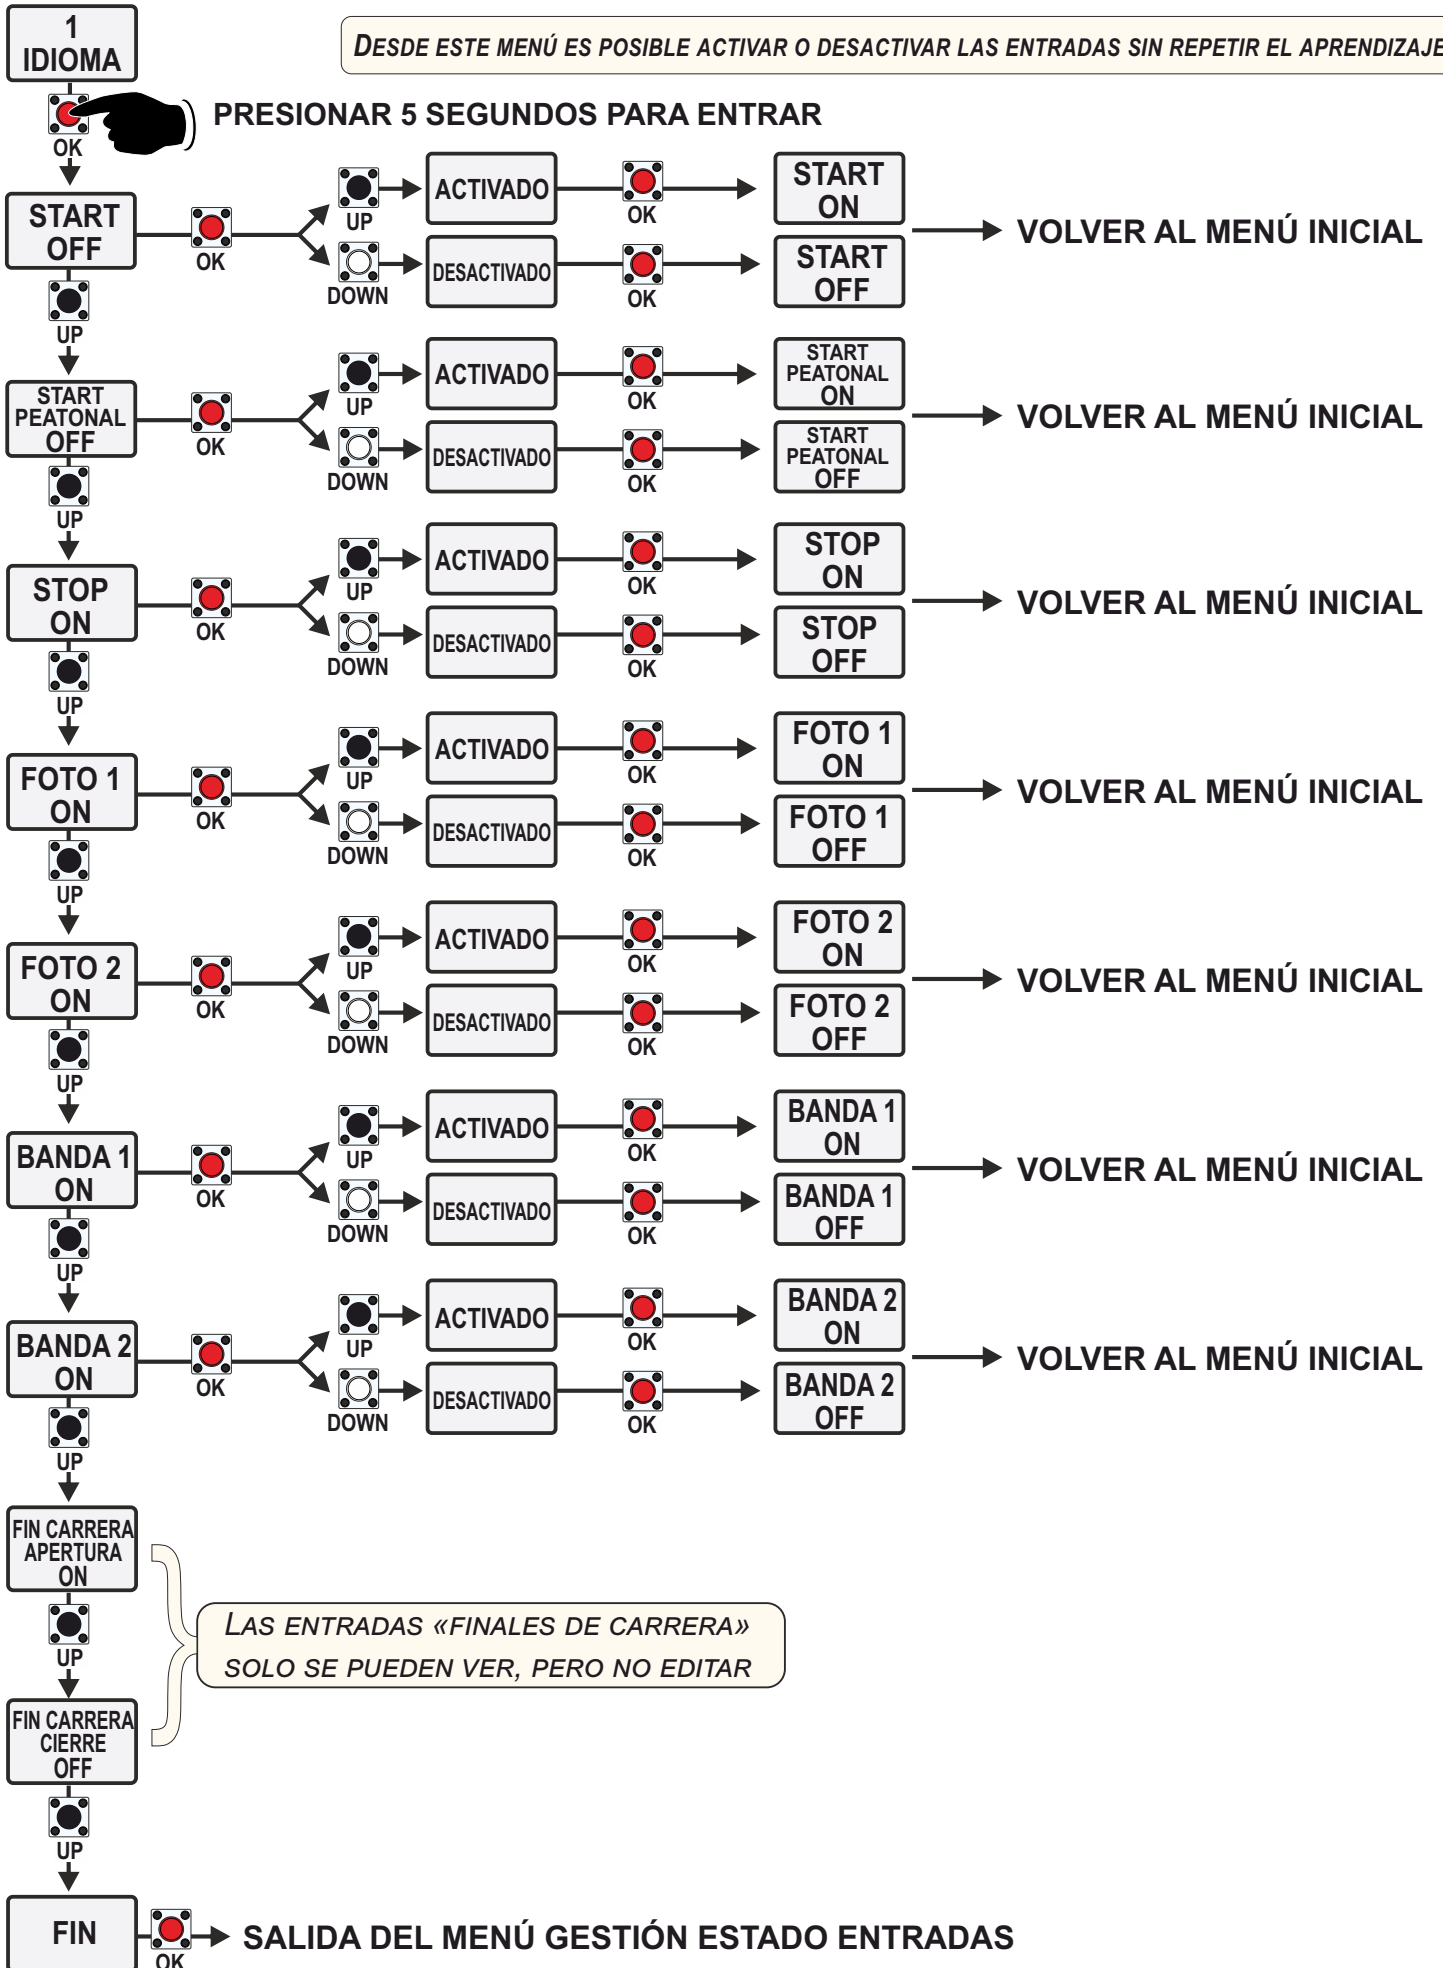 1
IDIOMA
DESDE ESTE MENÚ ES POSIBLE ACTIVAR O DESACTIVAR LAS ENTRADAS SIN REPETIR EL APRENDIZAJE
PRESIONAR 5 SEGUNDOS PARA ENTRAR
OK
START
OFF
OK
UP
ACTIVADO
OK
START
ON
DOWN
DESACTIVADO
OK
START
OFF
VOLVER AL MENÚ INICIAL
UP
START
PEATONAL
OFF
OK
UP
ACTIVADO
OK
START
PEATONAL
ON
DOWN
DESACTIVADO
OK
START
PEATONAL
OFF
VOLVER AL MENÚ INICIAL
UP
STOP
ON
OK
UP
ACTIVADO
OK
STOP
ON
DOWN
DESACTIVADO
OK
STOP
OFF
VOLVER AL MENÚ INICIAL
UP
FOTO 1
ON
OK
UP
ACTIVADO
OK
FOTO 1
ON
DOWN
DESACTIVADO
OK
FOTO 1
OFF
VOLVER AL MENÚ INICIAL
UP
FOTO 2
ON
OK
UP
ACTIVADO
OK
FOTO 2
ON
DOWN
DESACTIVADO
OK
FOTO 2
OFF
VOLVER AL MENÚ INICIAL
UP
BANDA 1
ON
OK
UP
ACTIVADO
OK
BANDA 1
ON
DOWN
DESACTIVADO
OK
BANDA 1
OFF
VOLVER AL MENÚ INICIAL
UP
BANDA 2
ON
OK
UP
ACTIVADO
OK
BANDA 2
ON
DOWN
DESACTIVADO
OK
BANDA 2
OFF
VOLVER AL MENÚ INICIAL
UP
FIN CARRERA
APERTURA
ON
UP
LAS ENTRADAS «FINALES DE CARRERA»
SOLO SE PUEDEN VER, PERO NO EDITAR
FIN CARRERA
CIERRE
OFF
UP
FIN
OK
SALIDA DEL MENÚ GESTIÓN ESTADO ENTRADAS